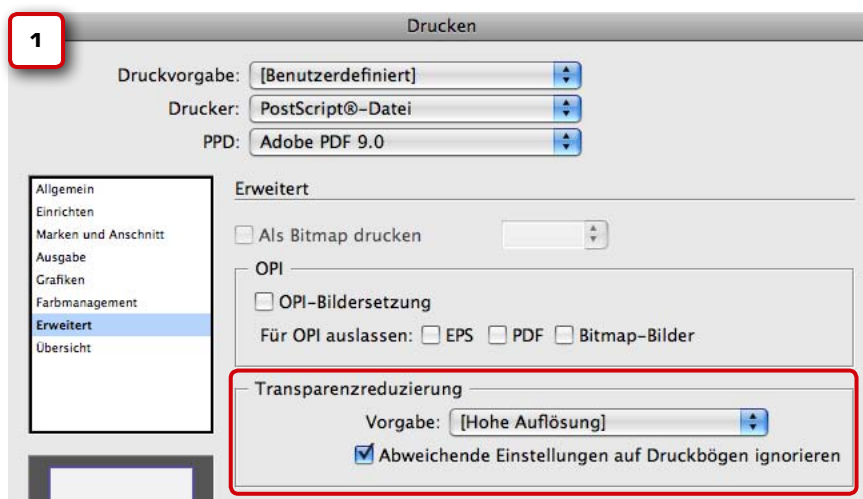 1
Drucken
Druckvorgabe: [Benutzerdefiniert]
Drucker: PostScript®-Datei
PPD: Adobe PDF 9.0
Allgemein
Einrichten
Marken und Anschnitt
Ausgabe
Grafiken
Farbmanagement
Erweitert
Übersicht
Erweitert
Als Bitmap drucken
OPI
OPI-Bildersetzung
Für OPI auslassen: EPS PDF Bitmap-Bilder
Transparenzreduzierung
Vorgabe: [Hohe Auflösung]
Abweichende Einstellungen auf Druckbögen ignorieren